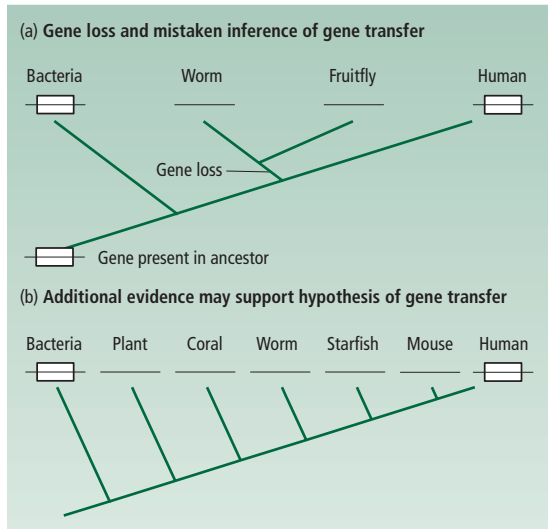 (a) Gene loss and mistaken inference of gene transfer
Bacteria Worm Fruitfly Human
Gene loss
Gene present in ancestor
(b) Additional evidence may support hypothesis of gene transfer
Bacteria Plant Coral Worm Starfish Mouse Human